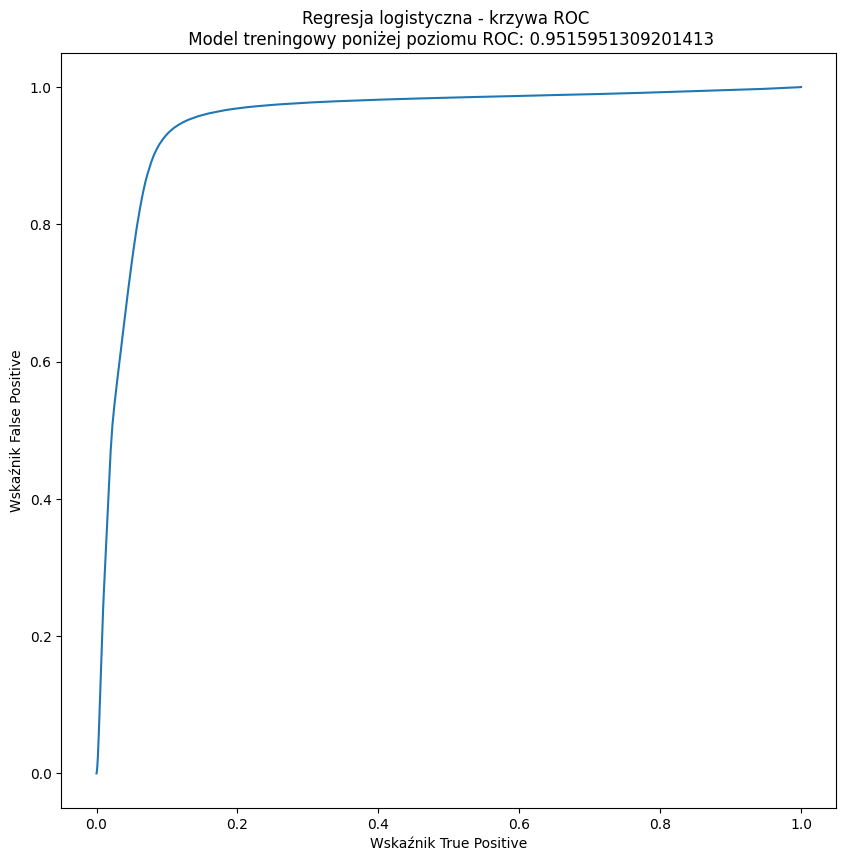 Regresja logistyczna - krzywa ROC
Model treningowy poniżej poziomu ROC: 0.9515951309201413
1.0
0.8
0.6
0.4
0.2
0.0
Wskaźnik False Positive
0.0 0.2 0.4 0.6 0.8 1.0
Wskaźnik True Positive